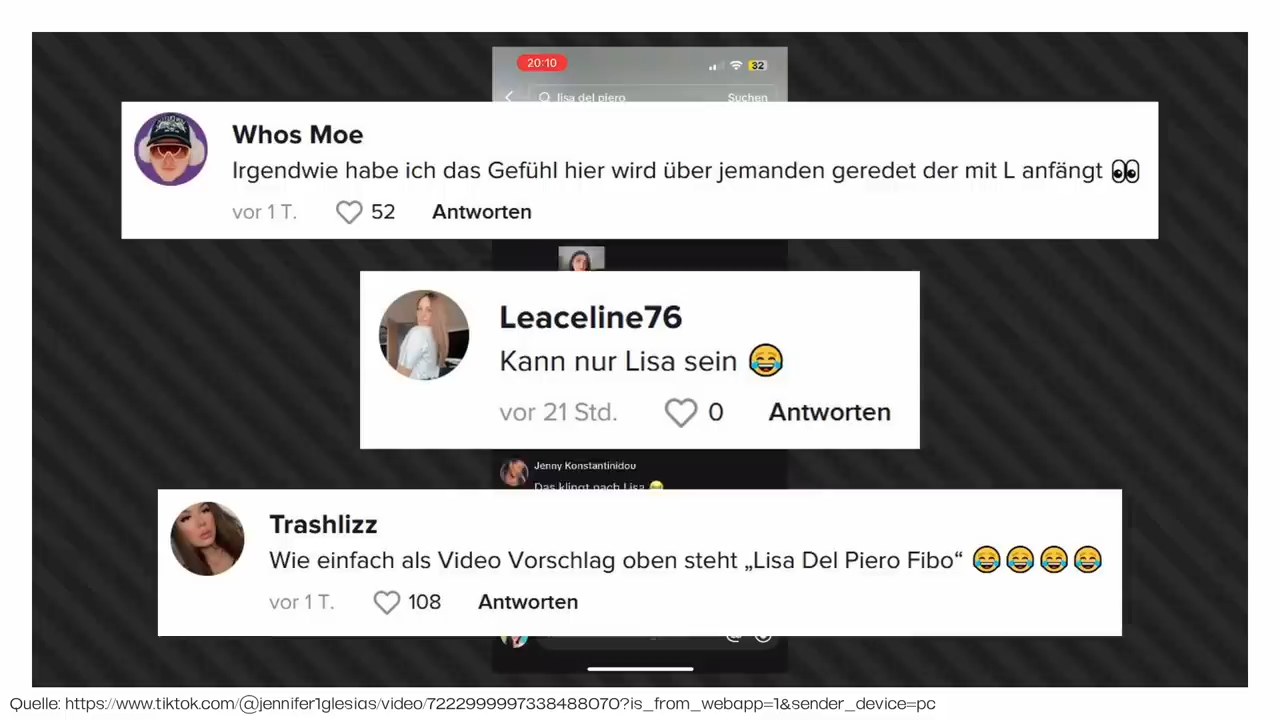 20:10
32
lisa del piero
Suchen
Whos Moe
Irgendwie habe ich das Gefühl hier wird über jemanden geredet der mit L anfängt 👀
vor 1 T. 52 Antworten
Leaceline76
Kann nur Lisa sein 😂
vor 21 Std. 0 Antworten
Jenny Konstantinidou
Das klingt nach Lisa 😂
Trashlizz
Wie einfach als Video Vorschlag oben steht „Lisa Del Piero Fibo“ 😂😂😂😂
vor 1 T. 108 Antworten
Quelle: https://www.tiktok.com/@jennifer1glesias/video/7222999997338488070?is_from_webapp=1&sender_device=pc